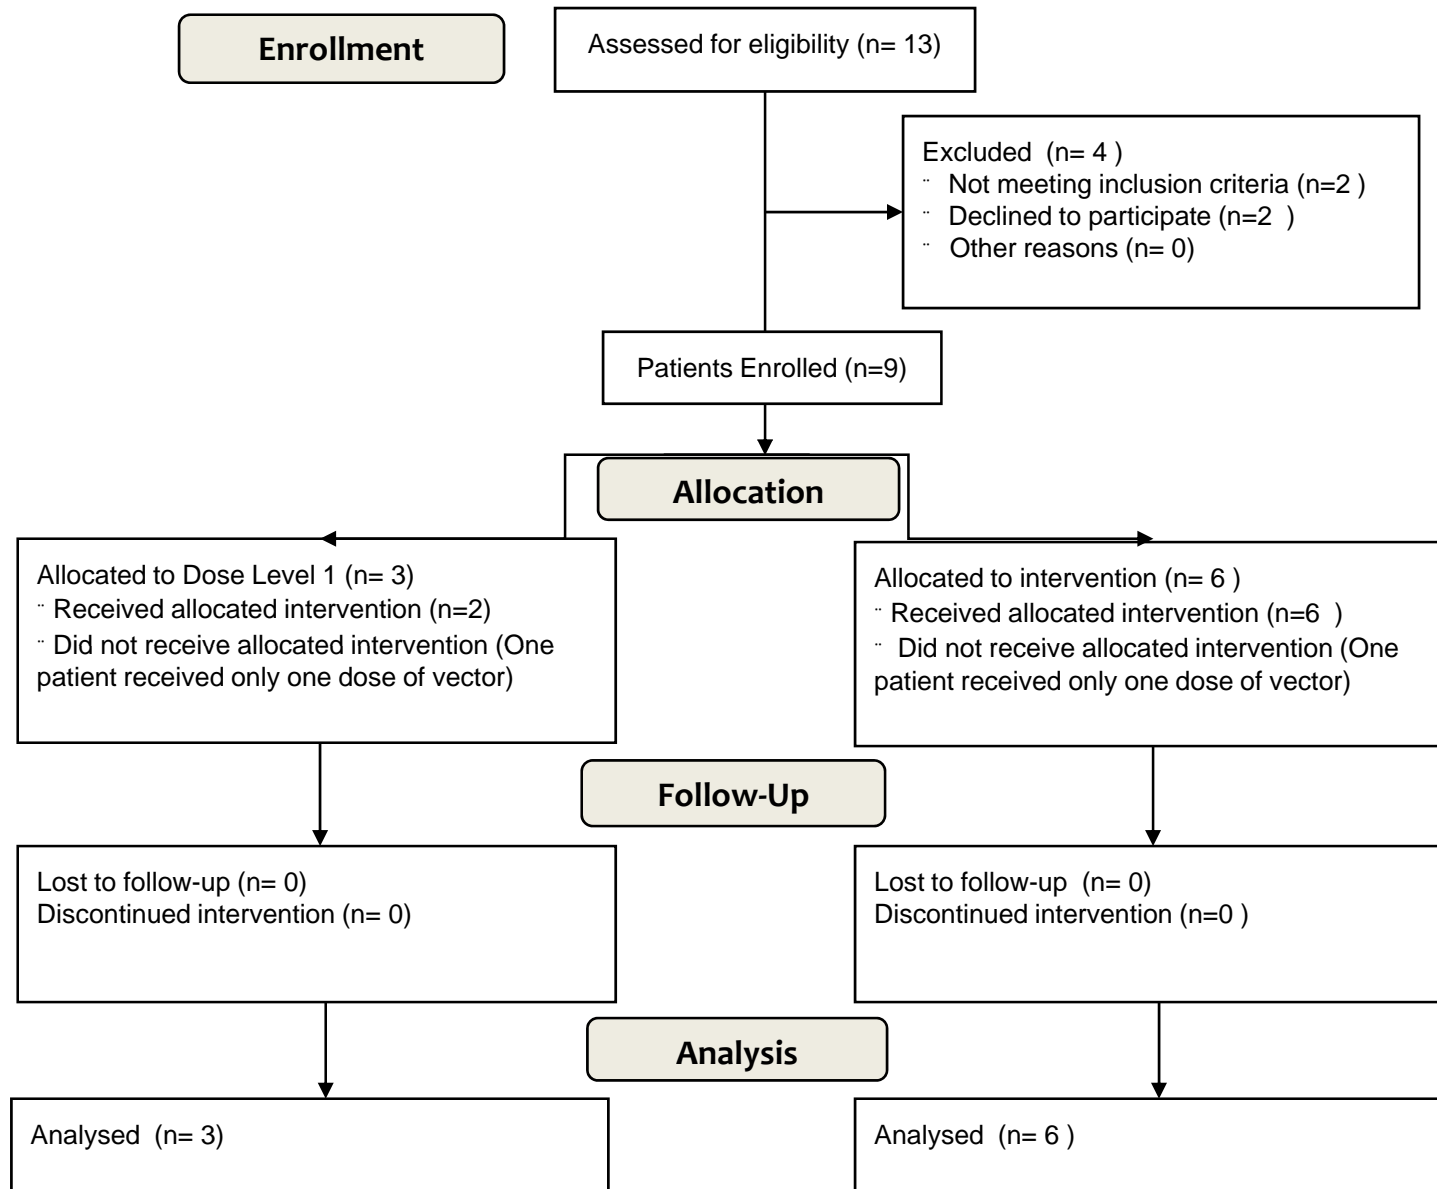 Enrollment
Assessed for eligibility (n= 13)
Excluded  (n= 4 )
¨ Not meeting inclusion criteria (n=2 )
¨ Declined to participate (n=2  )
¨ Other reasons (n= 0)
Patients Enrolled (n=9)
Allocation
Allocated to Dose Level 1 (n= 3)
¨ Received allocated intervention (n=2)
¨ Did not receive allocated intervention (One
patient received only one dose of vector)
Allocated to intervention (n= 6 )
¨ Received allocated intervention (n=6  )
¨  Did not receive allocated intervention (One
patient received only one dose of vector)
Follow-Up
Lost to follow-up (n= 0)
Discontinued intervention (n= 0)
Lost to follow-up  (n= 0)
Discontinued intervention (n=0 )
Analysis
Analysed  (n= 3)
Analysed  (n= 6 )